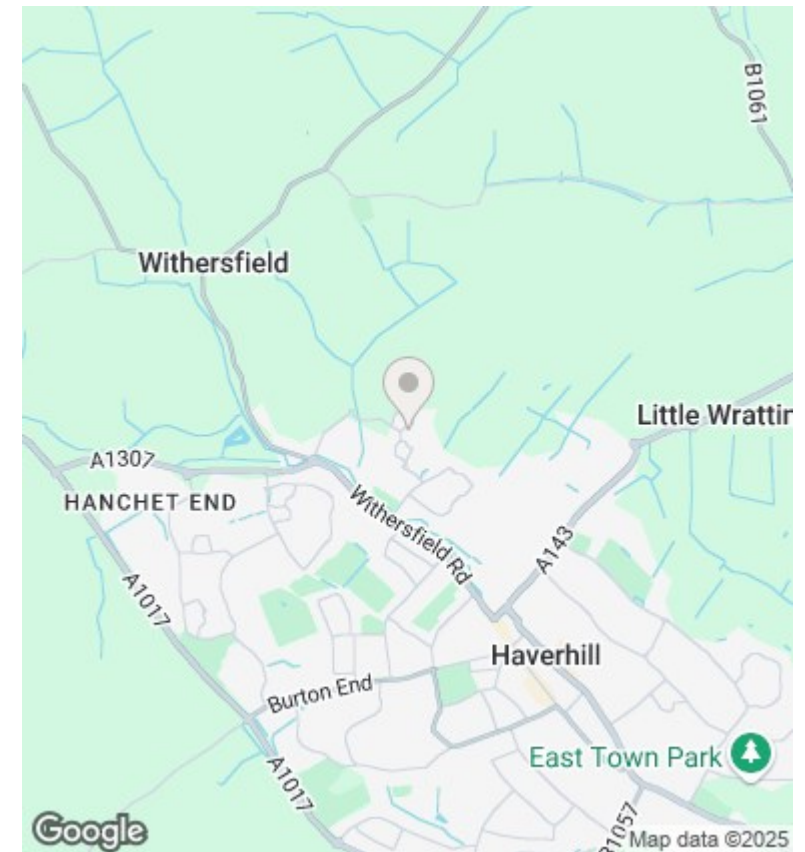 B1061
Withersfield
Little Wrattin
A1307
HANCHET END
Withersfield Rd
A143
A1017
Haverhill
Burton End
East Town Park
A1017
B1057
Google
Map data ©2025